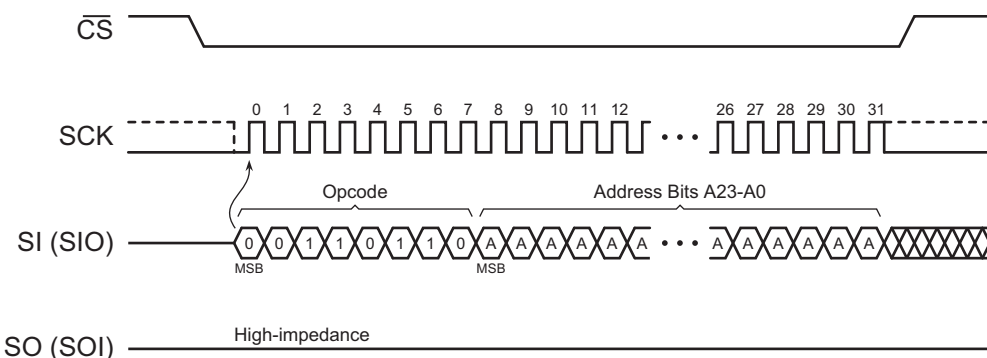 CS
0 1 2 3 4 5 6 7 8 9 10 11 12 26 27 28 29 30 31
SCK
Opcode Address Bits A23-A0
SI (SIO) 0 0 1 1 0 1 1 0 A A A A A A A A A A A A
MSB MSB
High-impedance
SO (SOI)